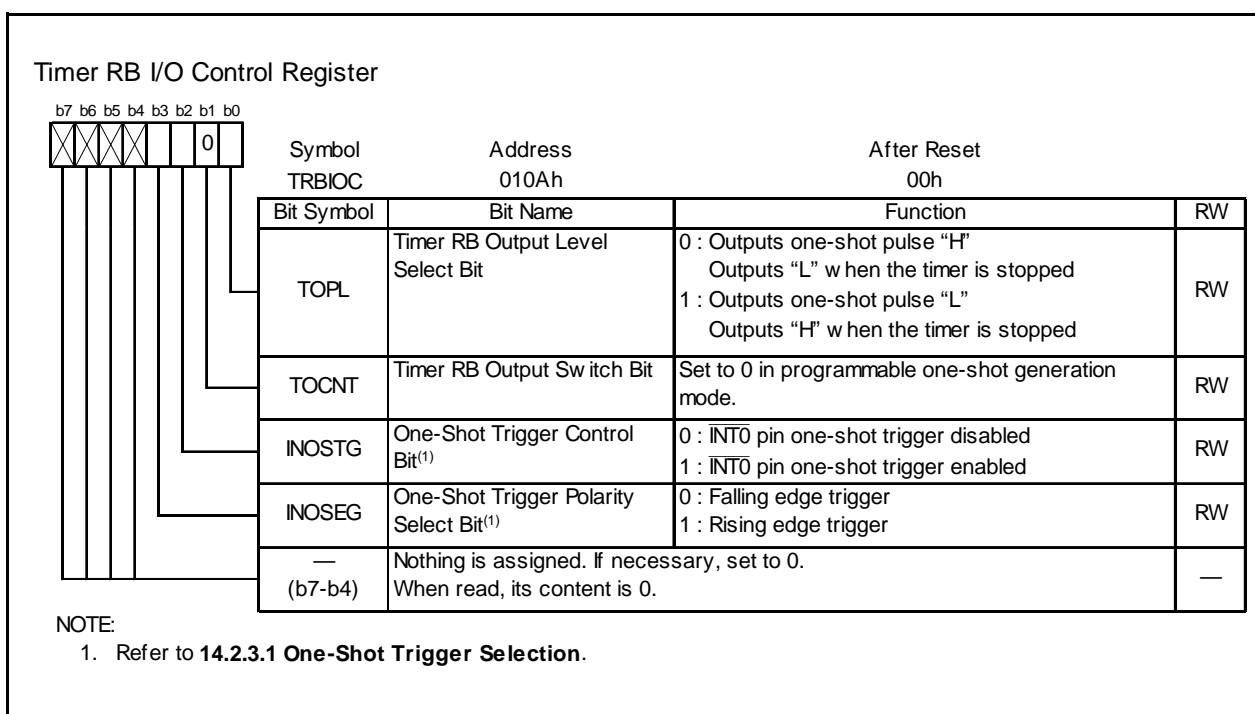 Timer RB I/O Control Register
b7 b6 b5 b4 b3 b2 b1 b0
0
Symbol Address After Reset
TRBIOC 010Ah 00h
Bit Symbol Bit Name Function RW
TOPL Timer RB Output Level Select Bit 0 : Outputs one-shot pulse “H”
Outputs “L” when the timer is stopped
1 : Outputs one-shot pulse “L”
Outputs “H” when the timer is stopped RW
TOCNT Timer RB Output Switch Bit Set to 0 in programmable one-shot generation mode. RW
INOSTG One-Shot Trigger Control Bit(1) 0 : INT0 pin one-shot trigger disabled
1 : INT0 pin one-shot trigger enabled RW
INOSEG One-Shot Trigger Polarity Select Bit(1) 0 : Falling edge trigger
1 : Rising edge trigger RW
— (b7-b4) Nothing is assigned. If necessary, set to 0.
When read, its content is 0. —
NOTE:
1. Refer to 14.2.3.1 One-Shot Trigger Selection.